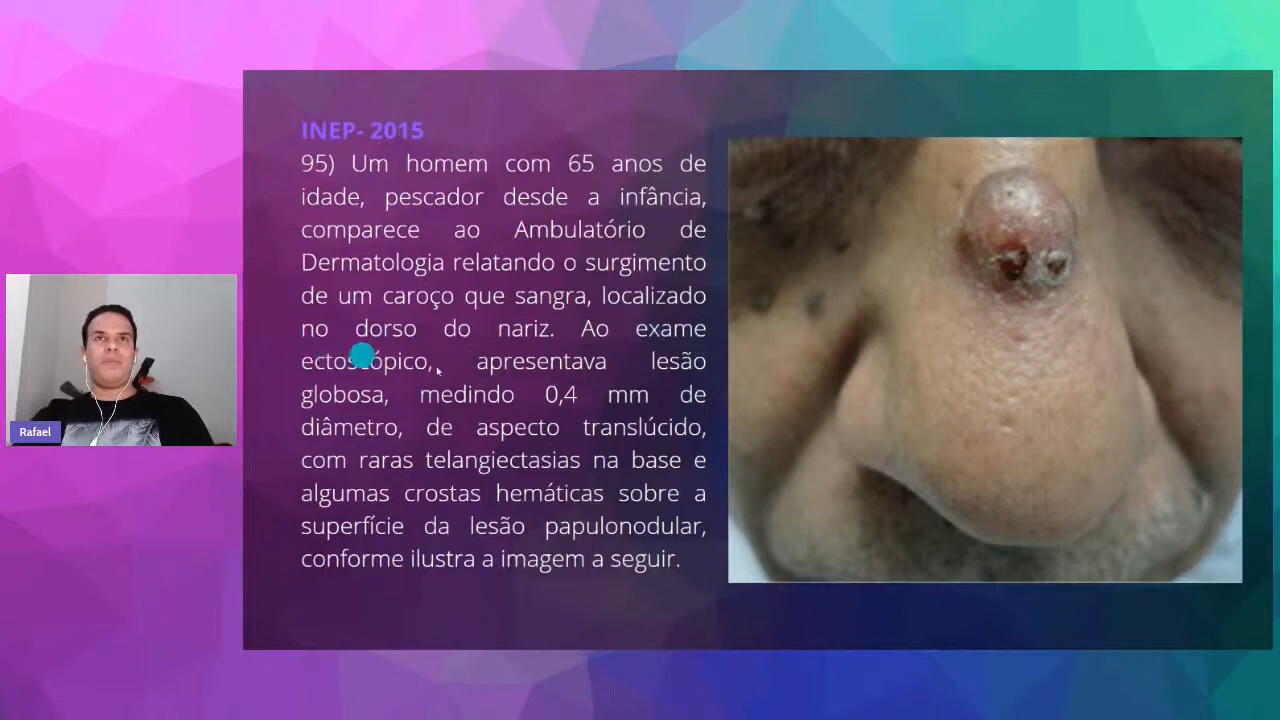 INEP- 2015
95) Um homem com 65 anos de
idade, pescador desde a infância,
comparece ao Ambulatório de
Dermatologia relatando o surgimento
de um caroço que sangra, localizado
no dorso do nariz. Ao exame
ectoscópico, apresentava lesão
globosa, medindo 0,4 mm de
diâmetro, de aspecto translúcido,
com raras telangiectasias na base e
algumas crostas hemáticas sobre a
superfície da lesão papulonodular,
conforme ilustra a imagem a seguir.
Rafael